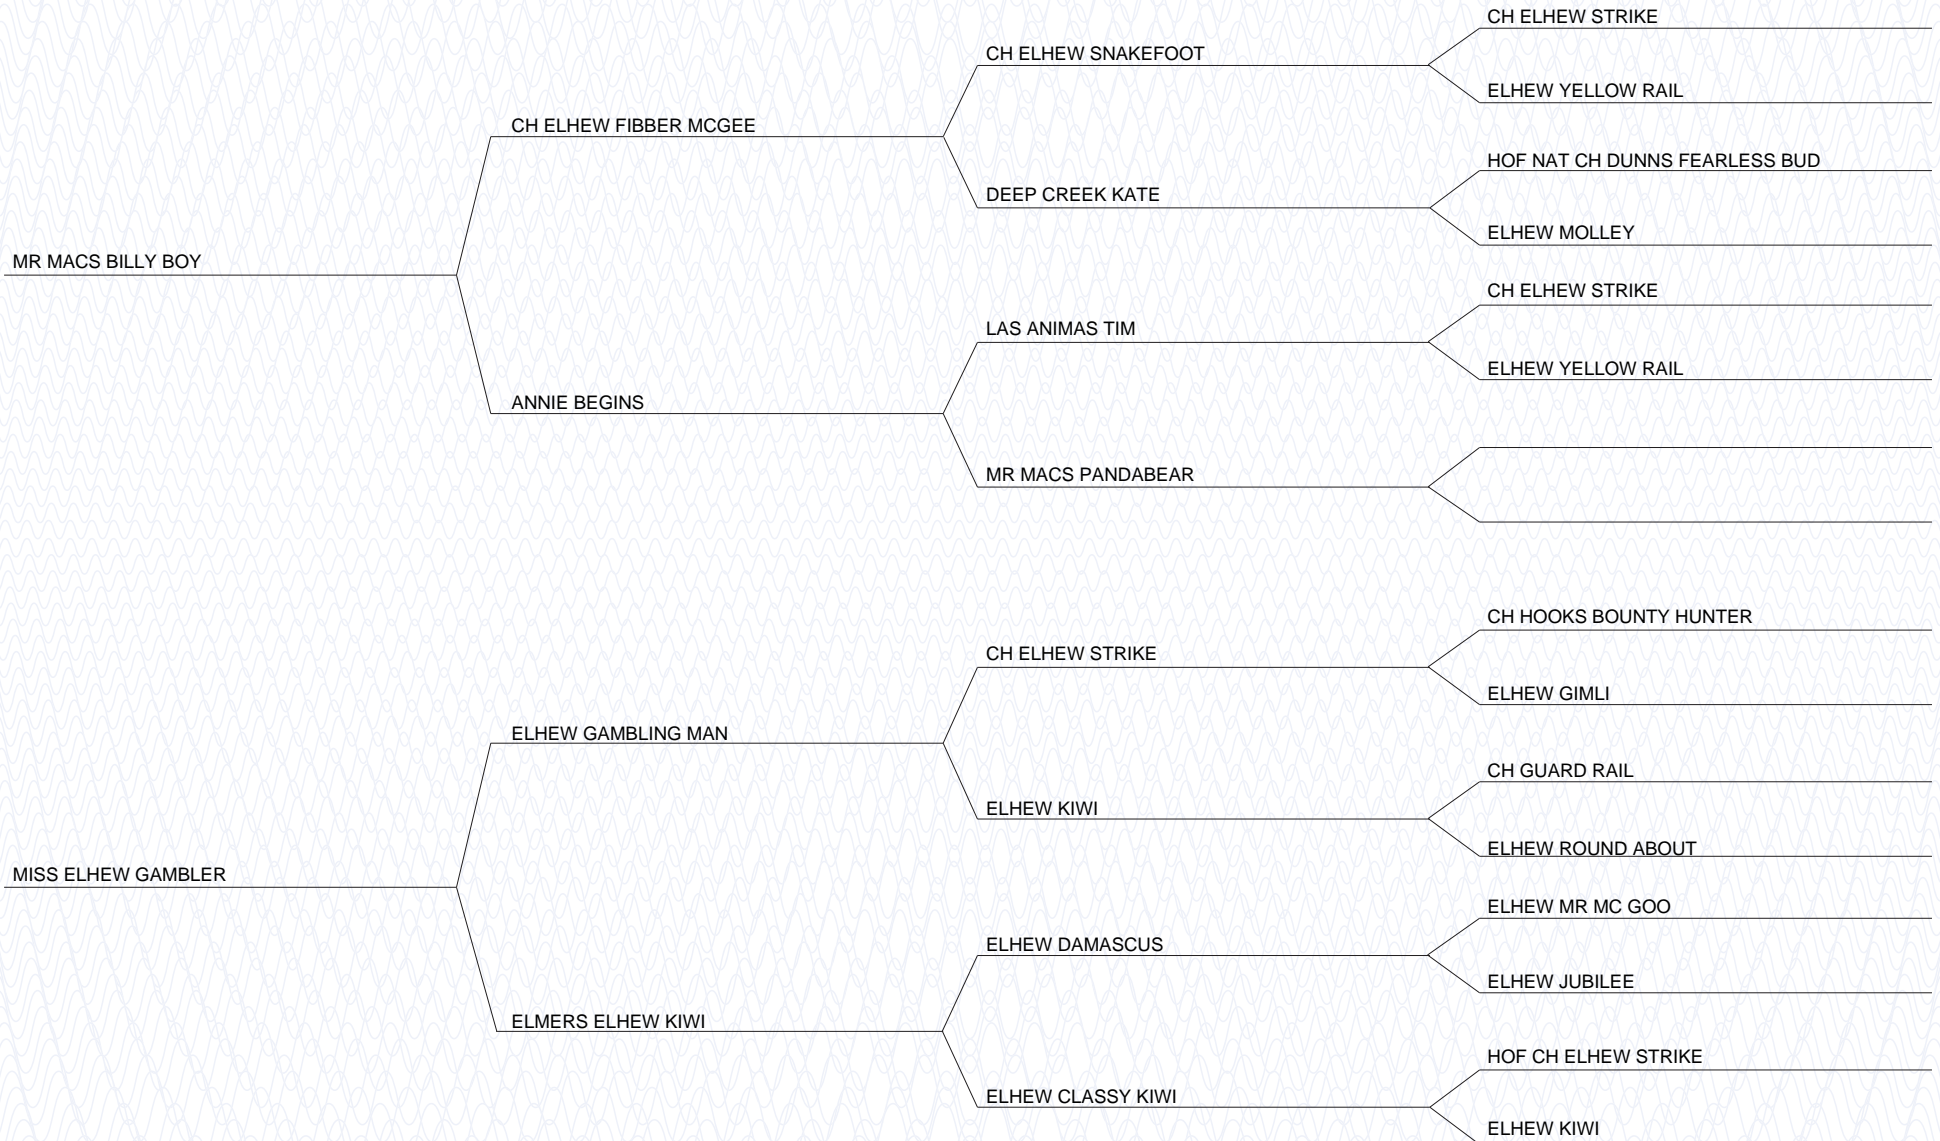 CH ELHEW STRIKE
CH ELHEW SNAKEFOOT
ELHEW YELLOW RAIL
CH ELHEW FIBBER MCGEE
HOF NAT CH DUNNS FEARLESS BUD
DEEP CREEK KATE
ELHEW MOLLEY
MR MACS BILLY BOY
CH ELHEW STRIKE
LAS ANIMAS TIM
ELHEW YELLOW RAIL
ANNIE BEGINS
MR MACS PANDABEAR
CH HOOKS BOUNTY HUNTER
CH ELHEW STRIKE
ELHEW GIMLI
ELHEW GAMBLING MAN
CH GUARD RAIL
ELHEW KIWI
ELHEW ROUND ABOUT
MISS ELHEW GAMBLER
ELHEW MR MC GOO
ELHEW DAMASCUS
ELHEW JUBILEE
ELMERS ELHEW KIWI
HOF CH ELHEW STRIKE
ELHEW CLASSY KIWI
ELHEW KIWI